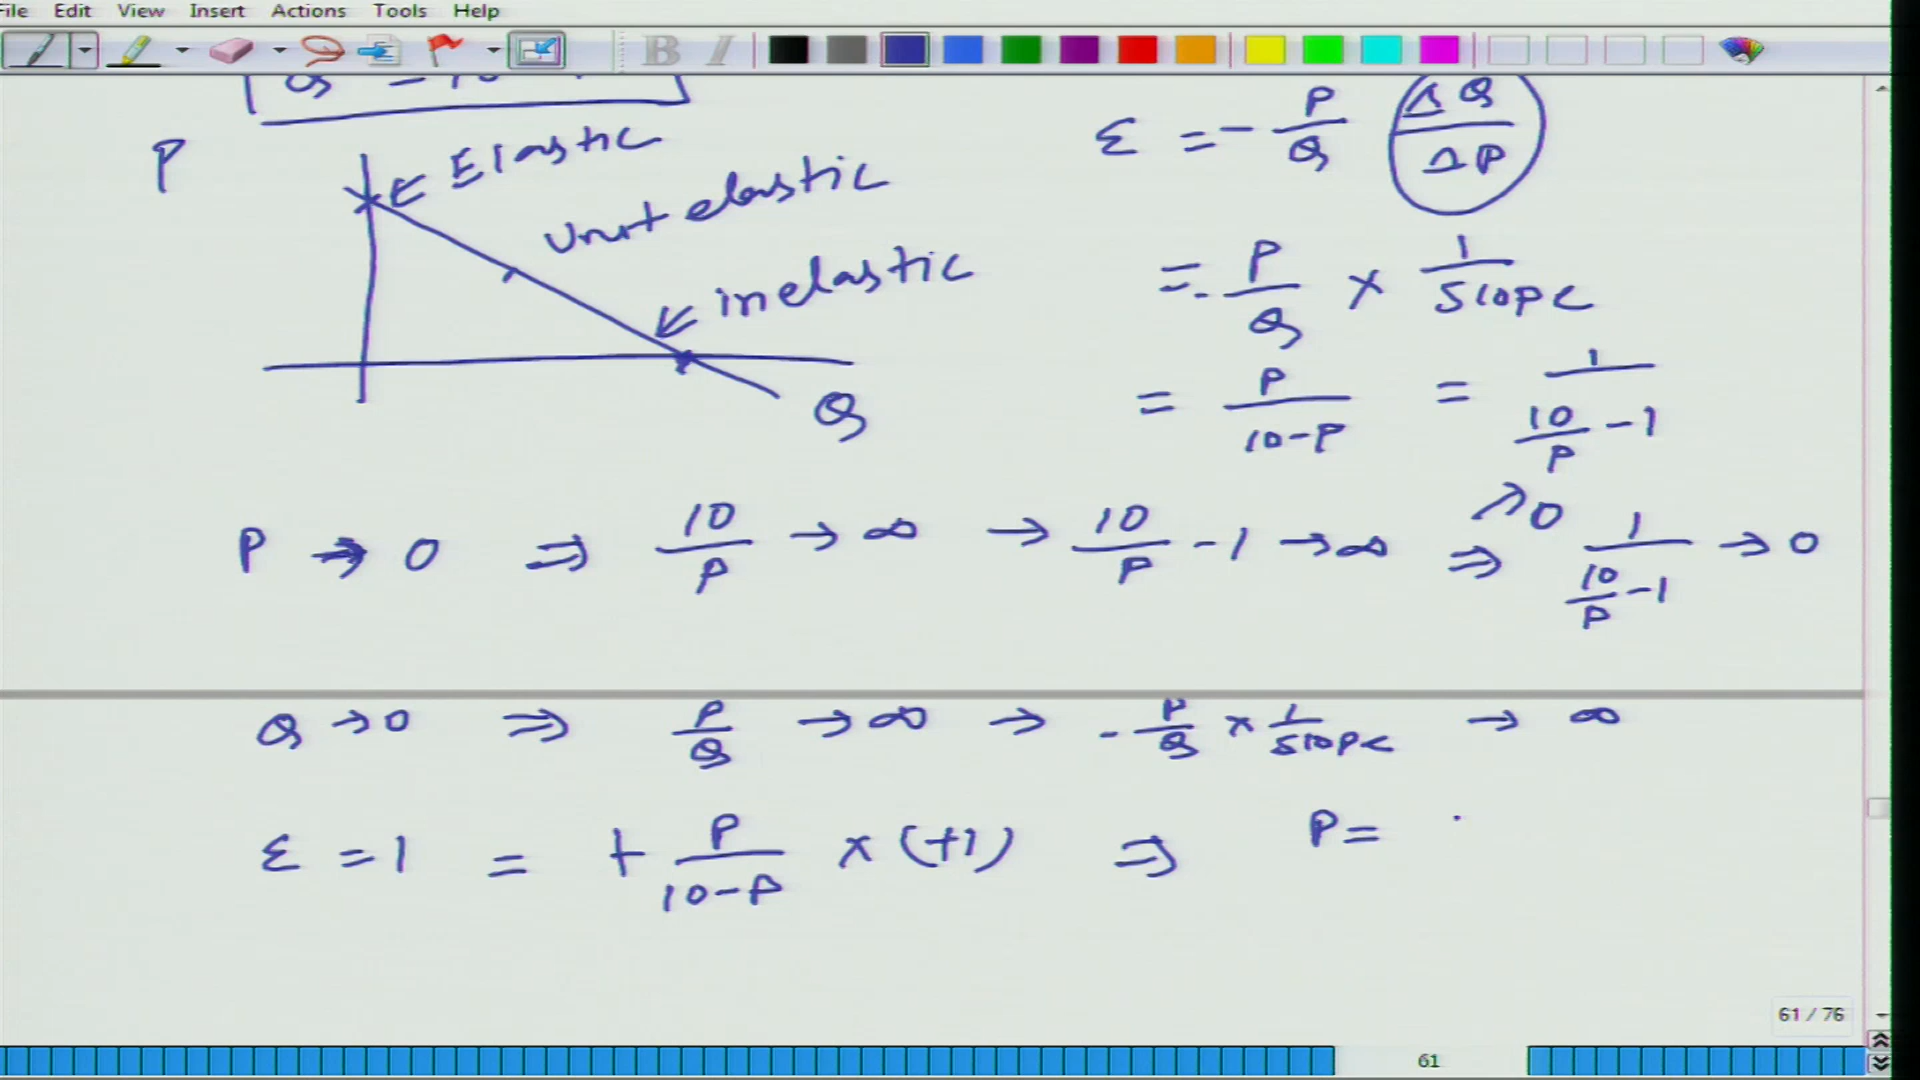 File Edit View Insert Actions Tools Help
B I
P
Elastic
Unit elastic
inelastic
Q
ε = - P/Q (ΔQ/ΔP)
= - P/Q × 1/slope
= P/(10-P) = 1/(10/P - 1)
P → 0 ⇒ 10/P → ∞ → 10/P - 1 → ∞ ⇒ 1/(10/P - 1) → 0
↗ 0
Q → 0 ⇒ P/Q → ∞ → - P/Q × 1/slope → ∞
ε = 1 = + P/(10-P) × (+1) ⇒ P =
61 / 76
61